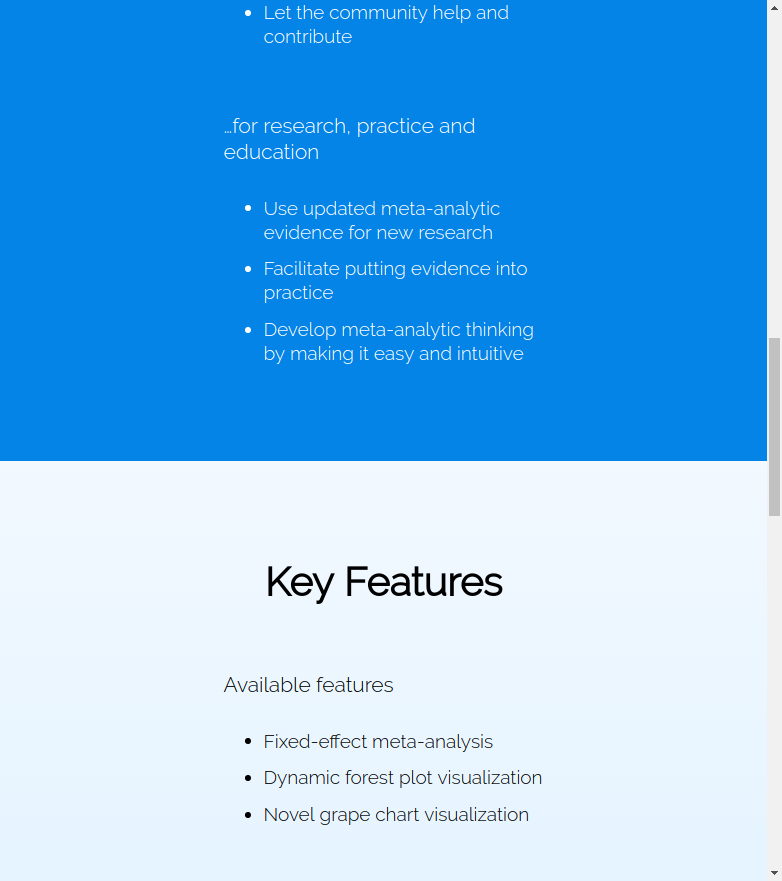 Let the community help and
contribute
…for research, practice and
education
Use updated meta-analytic
evidence for new research
Facilitate putting evidence into
practice
Develop meta-analytic thinking
by making it easy and intuitive
Key Features
Available features
Fixed-effect meta-analysis
Dynamic forest plot visualization
Novel grape chart visualization